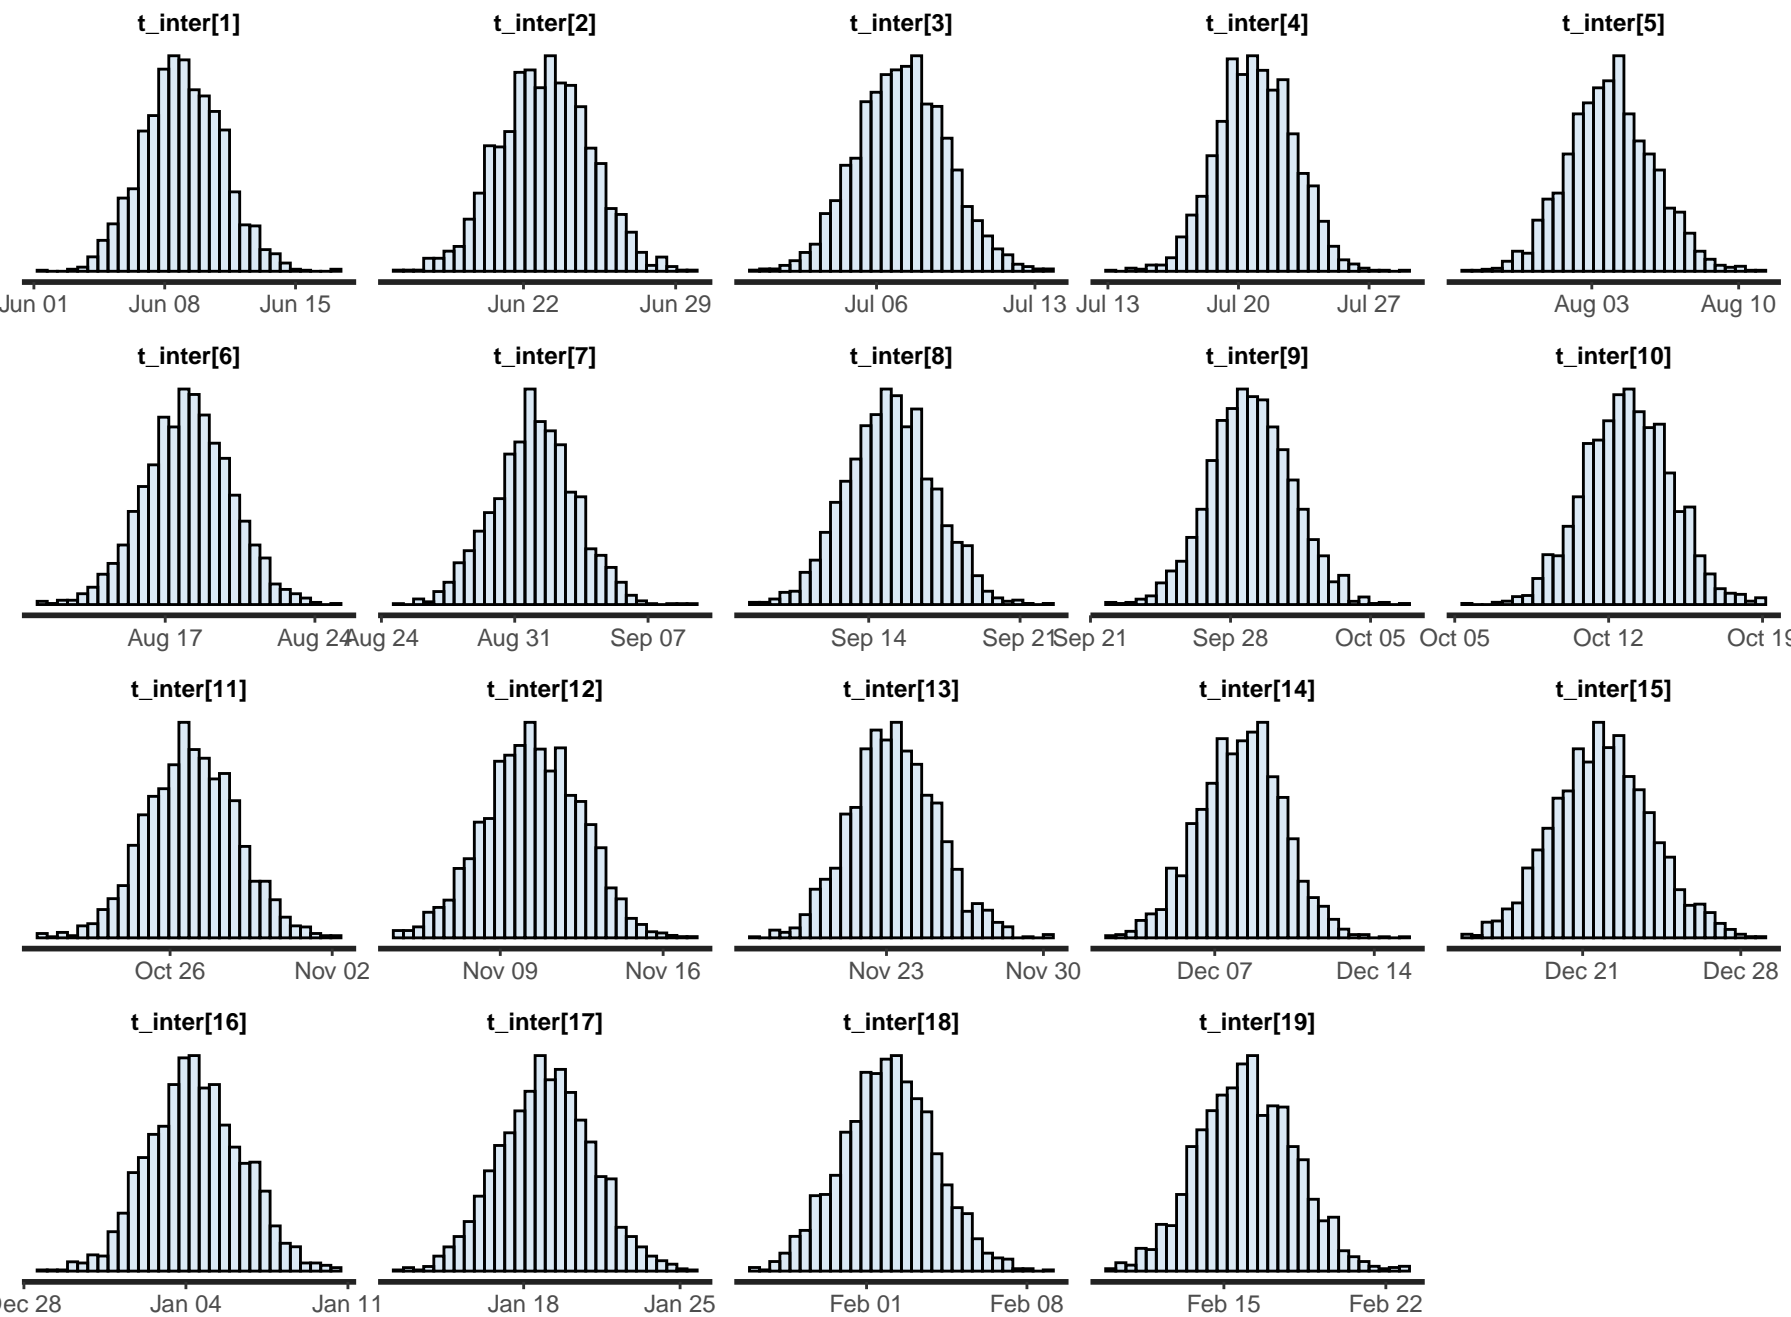 t_inter[1] t_inter[2] t_inter[3] t_inter[4] t_inter[5]
Jun 01 Jun 08 Jun 15 Jun 22 Jun 29 Jul 06 Jul 13 Jul 13 Jul 20 Jul 27 Aug 03 Aug 10
t_inter[6] t_inter[7] t_inter[8] t_inter[9] t_inter[10]
Aug 17 Aug 24 Aug 24 Aug 31 Sep 07 Sep 14 Sep 21 Sep 21 Sep 28 Oct 05 Oct 05 Oct 12 Oct 19
t_inter[11] t_inter[12] t_inter[13] t_inter[14] t_inter[15]
Oct 26 Nov 02 Nov 09 Nov 16 Nov 23 Nov 30 Dec 07 Dec 14 Dec 21 Dec 28
t_inter[16] t_inter[17] t_inter[18] t_inter[19]
ec 28 Jan 04 Jan 11 Jan 18 Jan 25 Feb 01 Feb 08 Feb 15 Feb 22